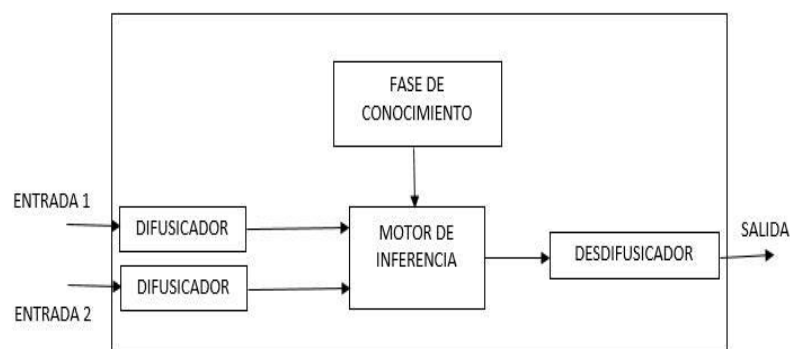 FASE DE
CONOCIMIENTO
ENTRADA 1
DIFUSICADOR
MOTOR DE
INFERENCIA
DESDIFUSICADOR
SALIDA
DIFUSICADOR
ENTRADA 2